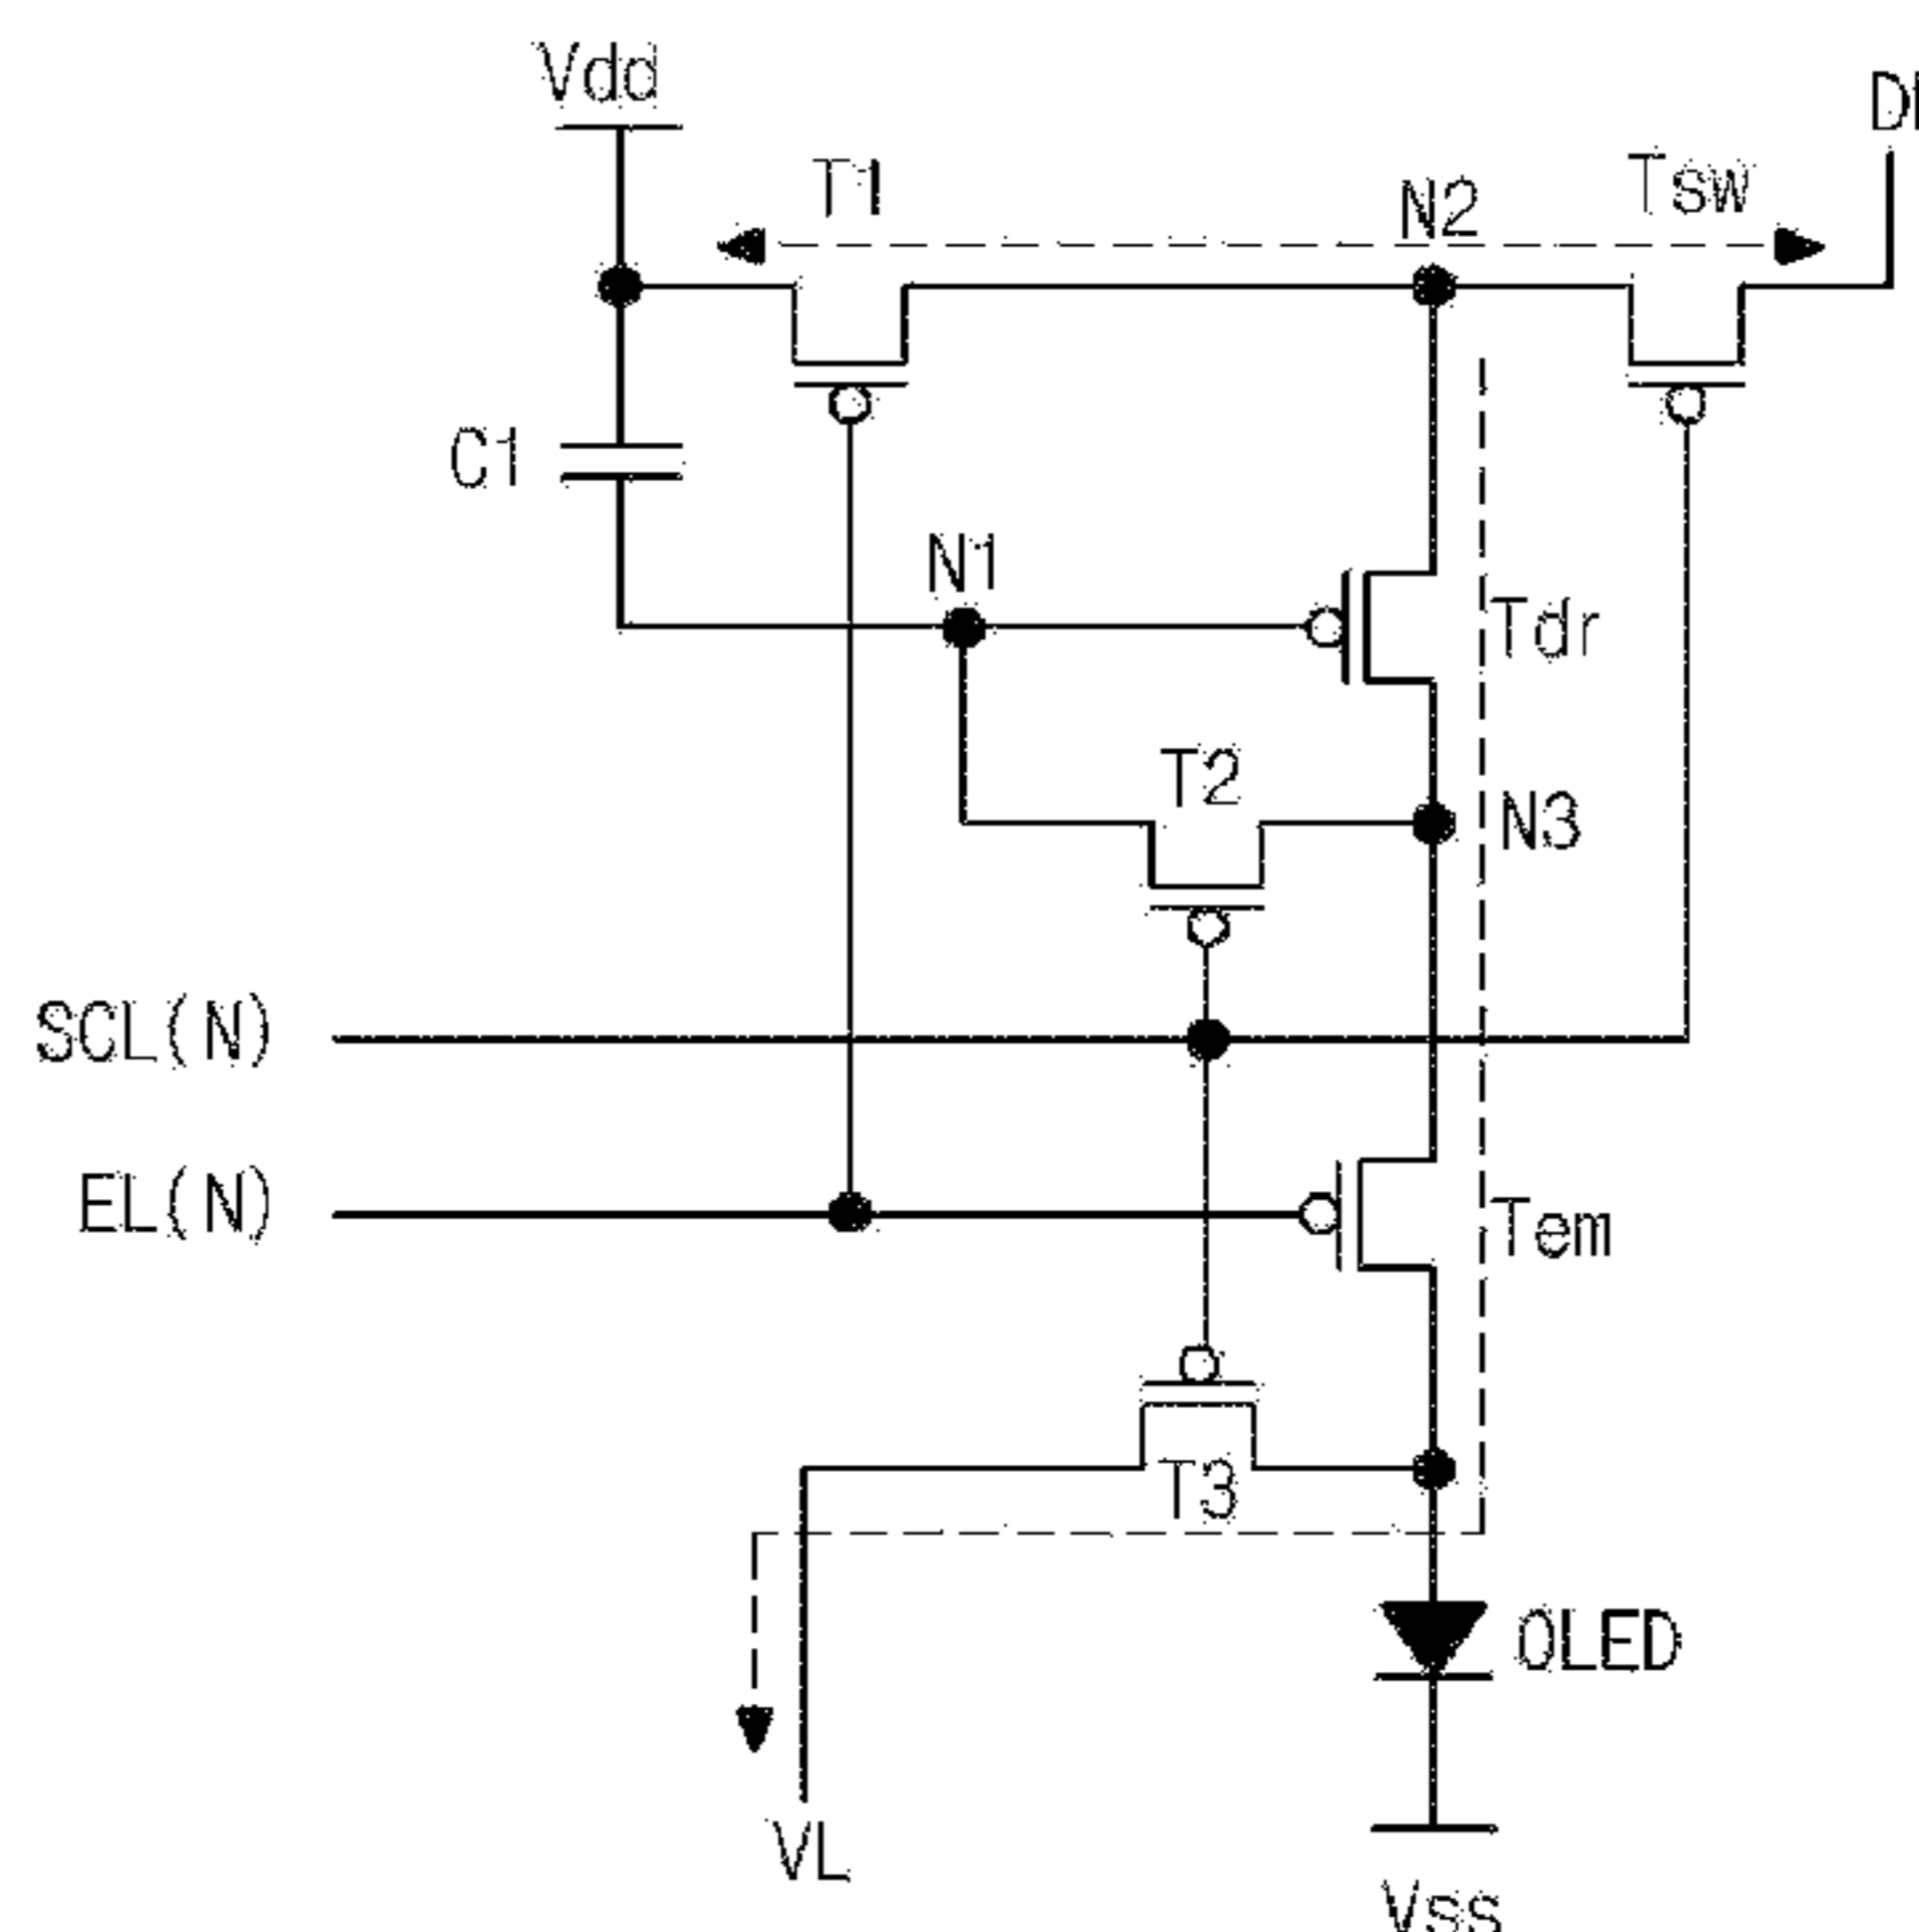 Vdd
T1
N2
Tsw
C1
N1
Tdr
T2
N3
SCL(N)
EL(N)
Tem
T3
OLED
VL
Vss